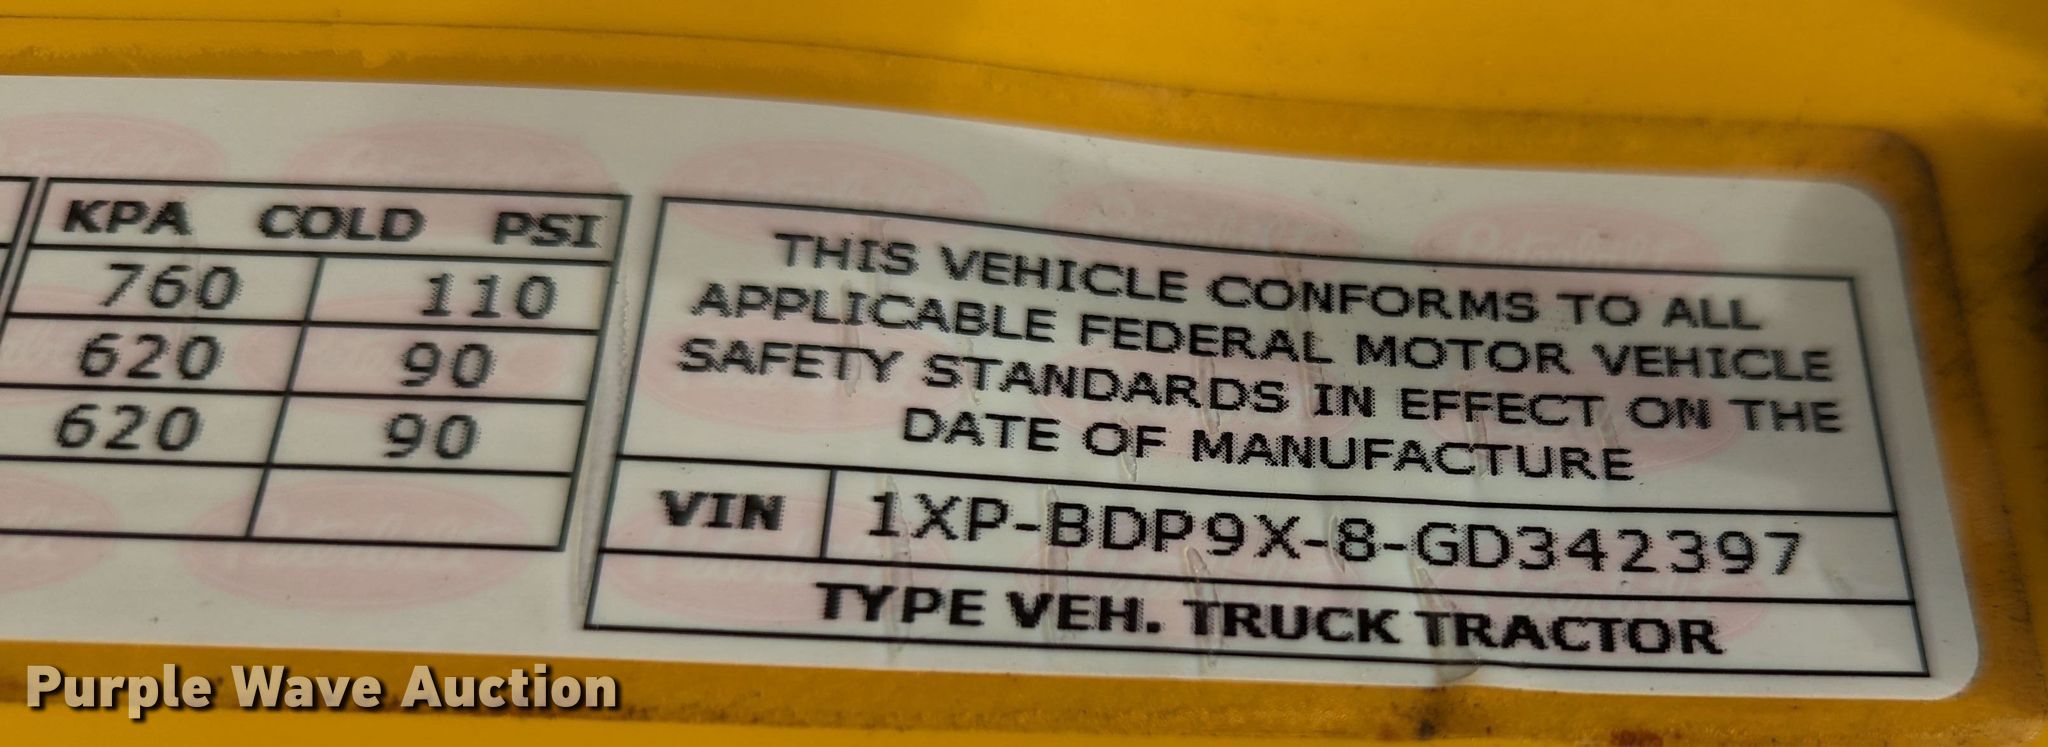 KPA COLD PSI
760 110
620 90
620 90
THIS VEHICLE CONFORMS TO ALL
APPLICABLE FEDERAL MOTOR VEHICLE
SAFETY STANDARDS IN EFFECT ON THE
DATE OF MANUFACTURE
VIN 1XP-BDP9X-8-GD342397
TYPE VEH. TRUCK TRACTOR
Purple Wave Auction